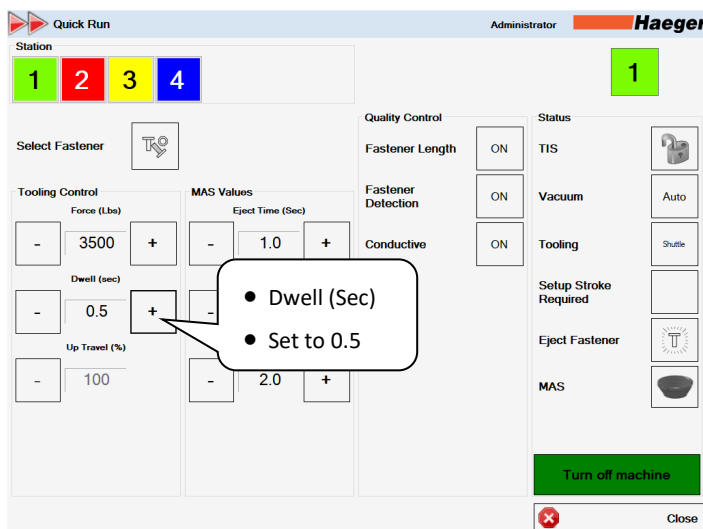 Quick Run
Administrator
Haeger
Station
1 2 3 4
1
Select Fastener
Tooling Control
Force (Lbs)
- 3500 +
Dwell (sec)
- 0.5 +
Up Travel (%)
- 100
MAS Values
Eject Time (Sec)
- 1.0 +
-
- 2.0 +
• Dwell (Sec)
• Set to 0.5
Quality Control
Fastener Length ON
Fastener
Detection ON
Conductive ON
Status
TIS
Vacuum Auto
Tooling Shuttle
Setup Stroke
Required
Eject Fastener T
MAS
Turn off machine
Close